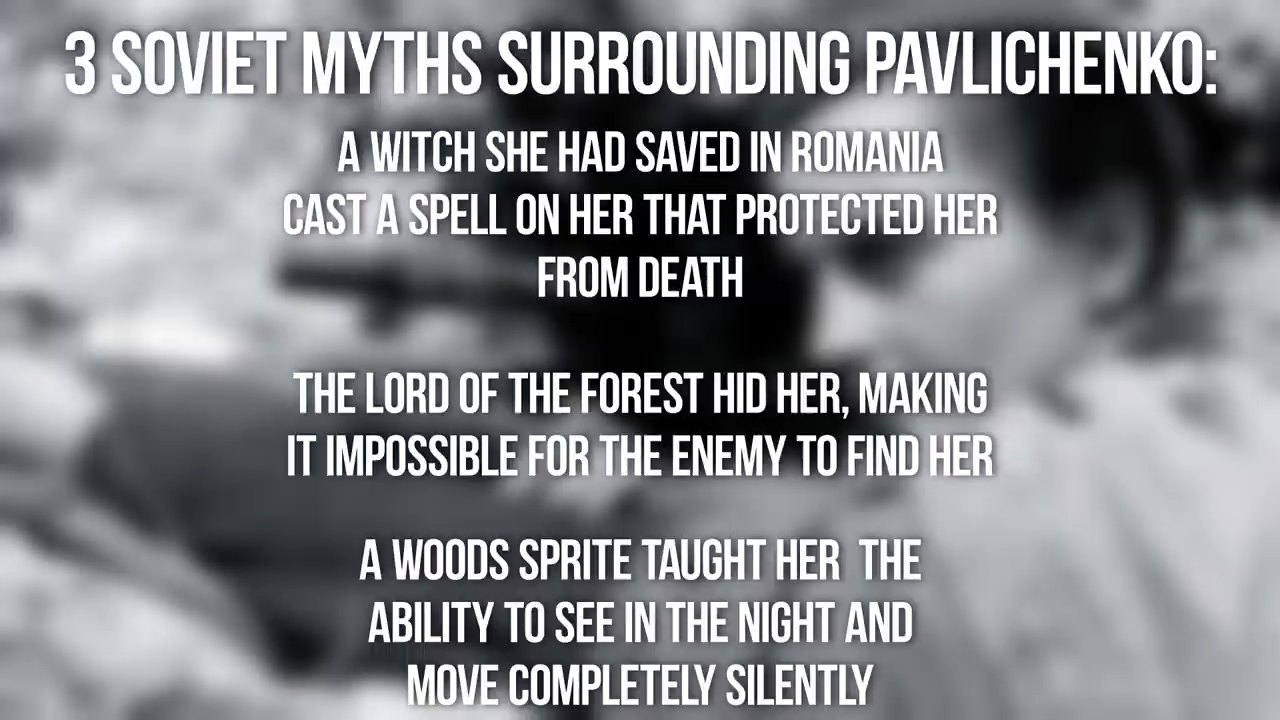 3 SOVIET MYTHS SURROUNDING PAVLICHENKO:
A WITCH SHE HAD SAVED IN ROMANIA
CAST A SPELL ON HER THAT PROTECTED HER
FROM DEATH
THE LORD OF THE FOREST HID HER, MAKING
IT IMPOSSIBLE FOR THE ENEMY TO FIND HER
A WOODS SPRITE TAUGHT HER THE
ABILITY TO SEE IN THE NIGHT AND
MOVE COMPLETELY SILENTLY